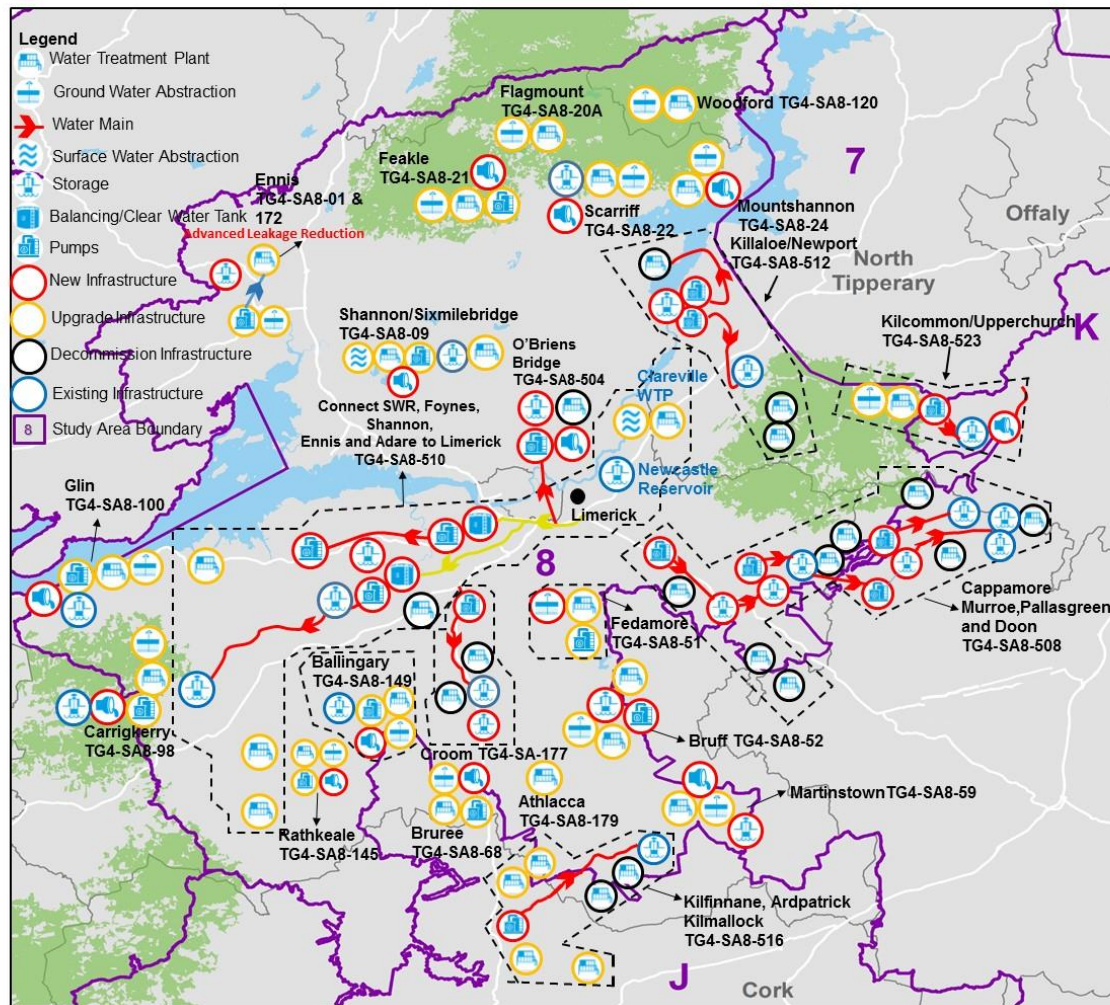 Legend
Water Treatment Plant
Ground Water Abstraction
Water Main
Surface Water Abstraction
Storage
Balancing/Clear Water Tank
Pumps
New Infrastructure
Upgrade Infrastructure
Decommission Infrastructure
Existing Infrastructure
8 Study Area Boundary
Ennis
TG4-SA8-01 &
172
Advanced Leakage Reduction
Flagmount
TG4-SA8-20A
Woodford TG4-SA8-120
Feakle
TG4-SA8-21
Scarriff
TG4-SA8-22
Mountshannon
TG4-SA8-24
Killaloe/Newport
TG4-SA8-512
7
Offaly
North
Tipperary
K
Kilcommon/Upperchurch
TG4-SA8-523
Shannon/Sixmilebridge
TG4-SA8-09
O'Briens
Bridge
TG4-SA8-504
Clareville
WTP
Connect SWR, Foynes,
Shannon,
Ennis and Adare to Limerick
TG4-SA8-510
Newcastle
Reservoir
Limerick
Glin
TG4-SA8-100
8
Cappamore
Murroe,Pallasgreen
and Doon
TG4-SA8-508
Fedamore
TG4-SA8-51
Ballingary
TG4-SA8-149
Carrigkerry
TG4-SA8-98
Croom TG4-SA-177
Bruff TG4-SA8-52
Martinstown TG4-SA8-59
Athlacca
TG4-SA8-179
Rathkeale
TG4-SA8-145
Bruree
TG4-SA8-68
Kilfinnane, Ardpatrick
Kilmallock
TG4-SA8-516
J
Cork